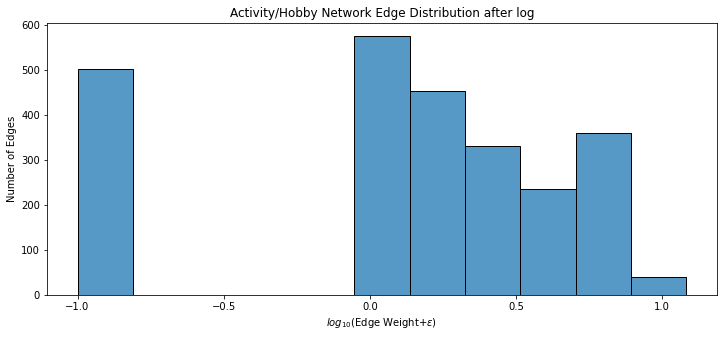 Activity/Hobby Network Edge Distribution after log
600
500
400
300
200
100
0
Number of Edges
−1.0 −0.5 0.0 0.5 1.0
log₁₀(Edge Weight+ε)